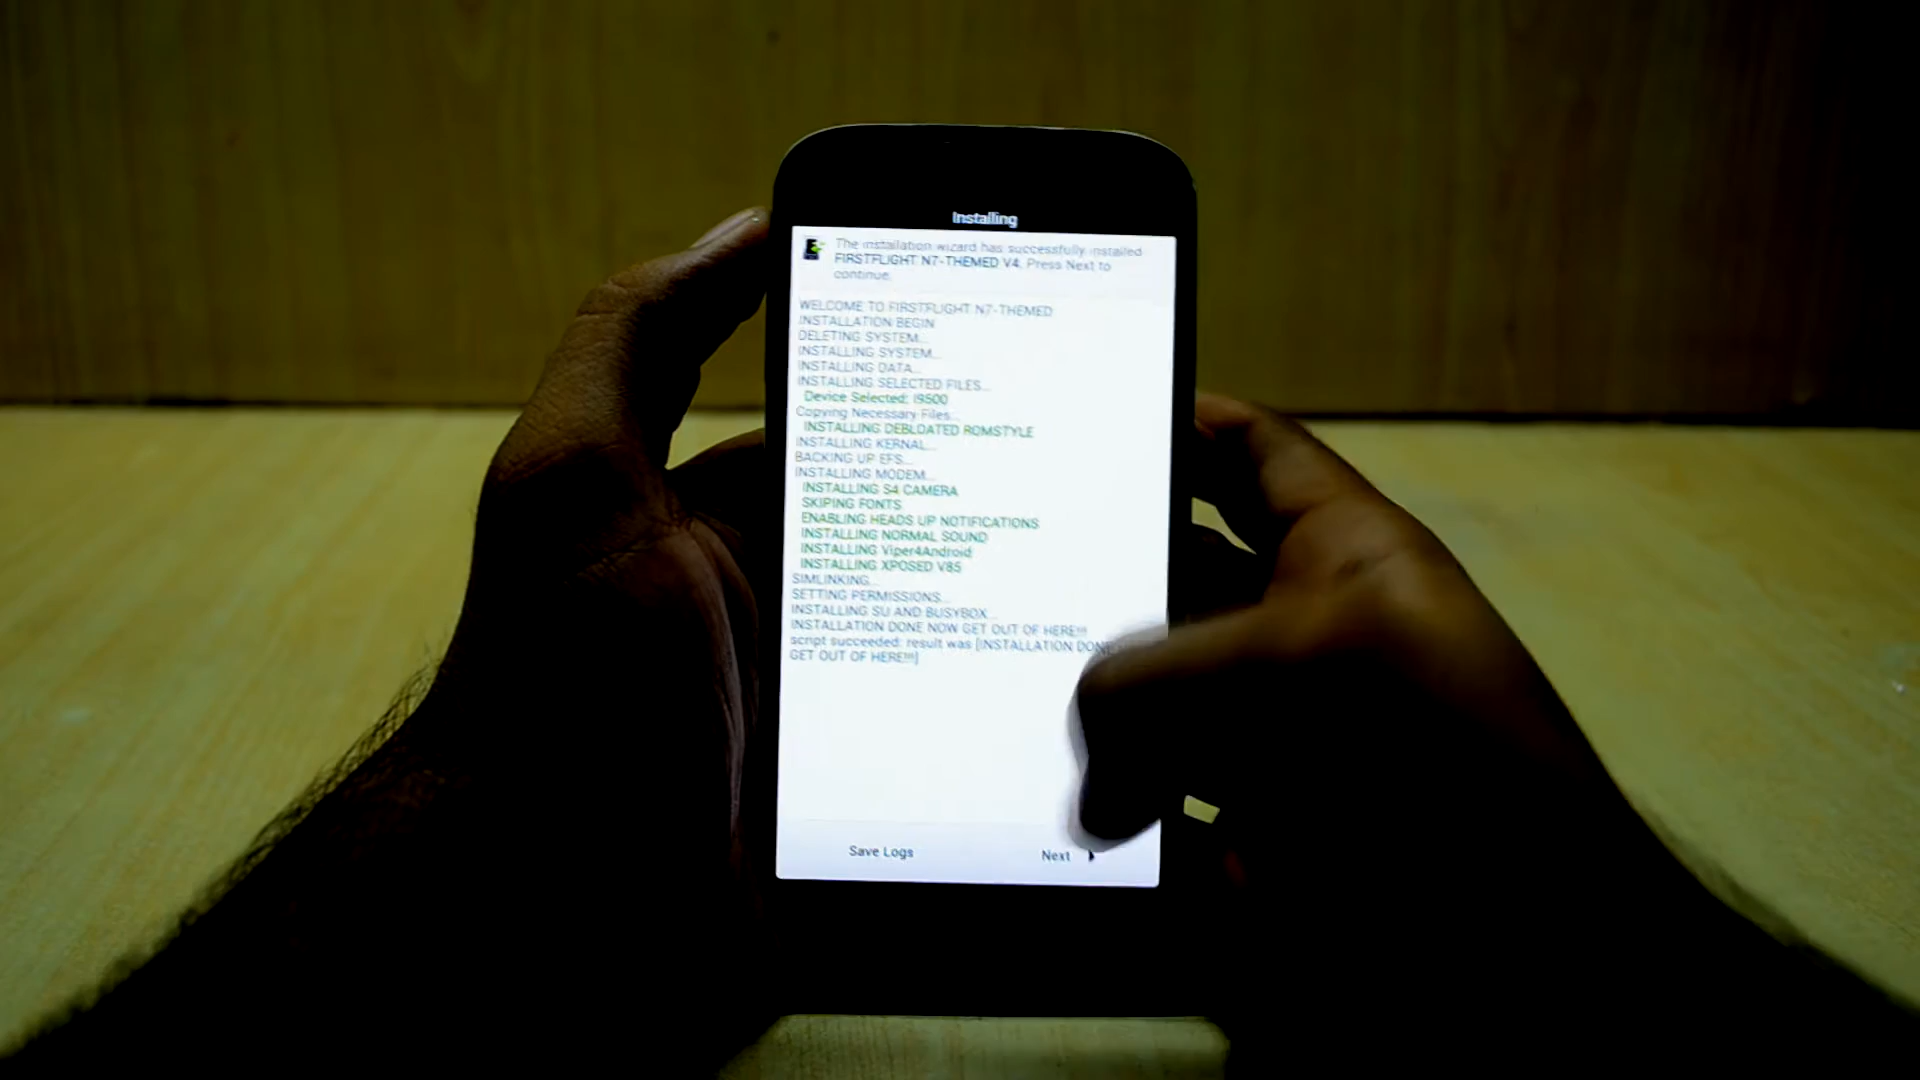 Installing
The installation wizard has successfully installed
FIRSTFLIGHT N7-THEMED V4. Press Next to
continue.
WELCOME TO FIRSTFLIGHT N7-THEMED
INSTALLATION BEGIN
DELETING SYSTEM...
INSTALLING SYSTEM...
INSTALLING DATA...
INSTALLING SELECTED FILES...
Device Selected: I9500
Copying Necessary Files...
INSTALLING DEBLOATED ROMSTYLE
INSTALLING KERNAL...
BACKING UP EFS...
INSTALLING MODEM...
INSTALLING S4 CAMERA
SKIPING FONTS
ENABLING HEADS UP NOTIFICATIONS
INSTALLING NORMAL SOUND
INSTALLING Viper4Android
INSTALLING XPOSED V85
SIMLINKING...
SETTING PERMISSIONS...
INSTALLING SU AND BUSYBOX...
INSTALLATION DONE NOW GET OUT OF HERE!!!
script succeeded: result was [INSTALLATION DONE
GET OUT OF HERE!!!]
Save Logs
Next